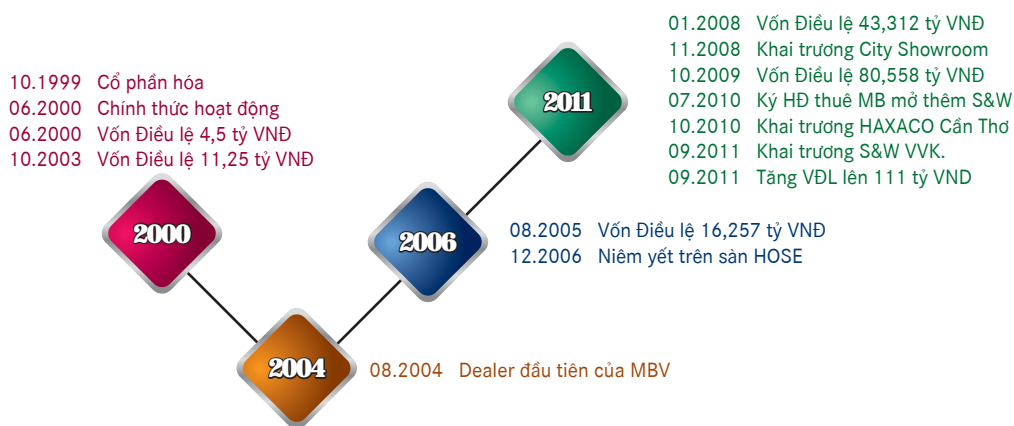 10.1999 Cổ phần hóa
06.2000 Chính thức hoạt động
06.2000 Vốn Điều lệ 4,5 tỷ VNĐ
10.2003 Vốn Điều lệ 11,25 tỷ VNĐ
2000
2004
08.2004 Dealer đầu tiên của MBV
2006
08.2005 Vốn Điều lệ 16,257 tỷ VNĐ
12.2006 Niêm yết trên sàn HOSE
2011
01.2008 Vốn Điều lệ 43,312 tỷ VNĐ
11.2008 Khai trương City Showroom
10.2009 Vốn Điều lệ 80,558 tỷ VNĐ
07.2010 Ký HĐ thuê MB mở thêm S&W
10.2010 Khai trương HAXACO Cần Thơ
09.2011 Khai trương S&W VVK.
09.2011 Tăng VĐL lên 111 tỷ VND